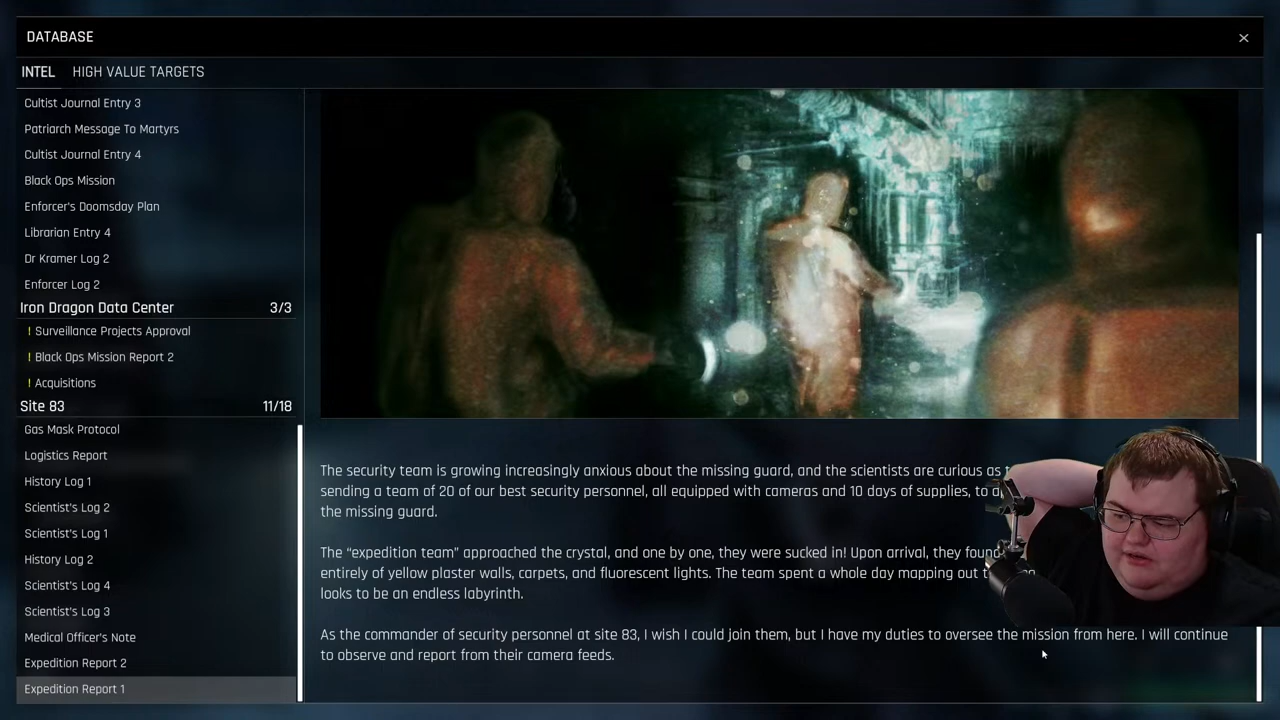 DATABASE
INTEL HIGH VALUE TARGETS
Cultist Journal Entry 3
Patriarch Message To Martyrs
Cultist Journal Entry 4
Black Ops Mission
Enforcer's Doomsday Plan
Librarian Entry 4
Dr Kramer Log 2
Enforcer Log 2
Iron Dragon Data Center 3/3
! Surveillance Projects Approval
! Black Ops Mission Report 2
! Acquisitions
Site 83 11/18
Gas Mask Protocol
Logistics Report
History Log 1
Scientist's Log 2
Scientist's Log 1
History Log 2
Scientist's Log 4
Scientist's Log 3
Medical Officer's Note
Expedition Report 2
Expedition Report 1
The security team is growing increasingly anxious about the missing guard, and the scientists are curious as
sending a team of 20 of our best security personnel, all equipped with cameras and 10 days of supplies, to
the missing guard.
The “expedition team” approached the crystal, and one by one, they were sucked in! Upon arrival, they found
entirely of yellow plaster walls, carpets, and fluorescent lights. The team spent a whole day mapping out
looks to be an endless labyrinth.
As the commander of security personnel at site 83, I wish I could join them, but I have my duties to oversee the mission from here. I will continue
to observe and report from their camera feeds.